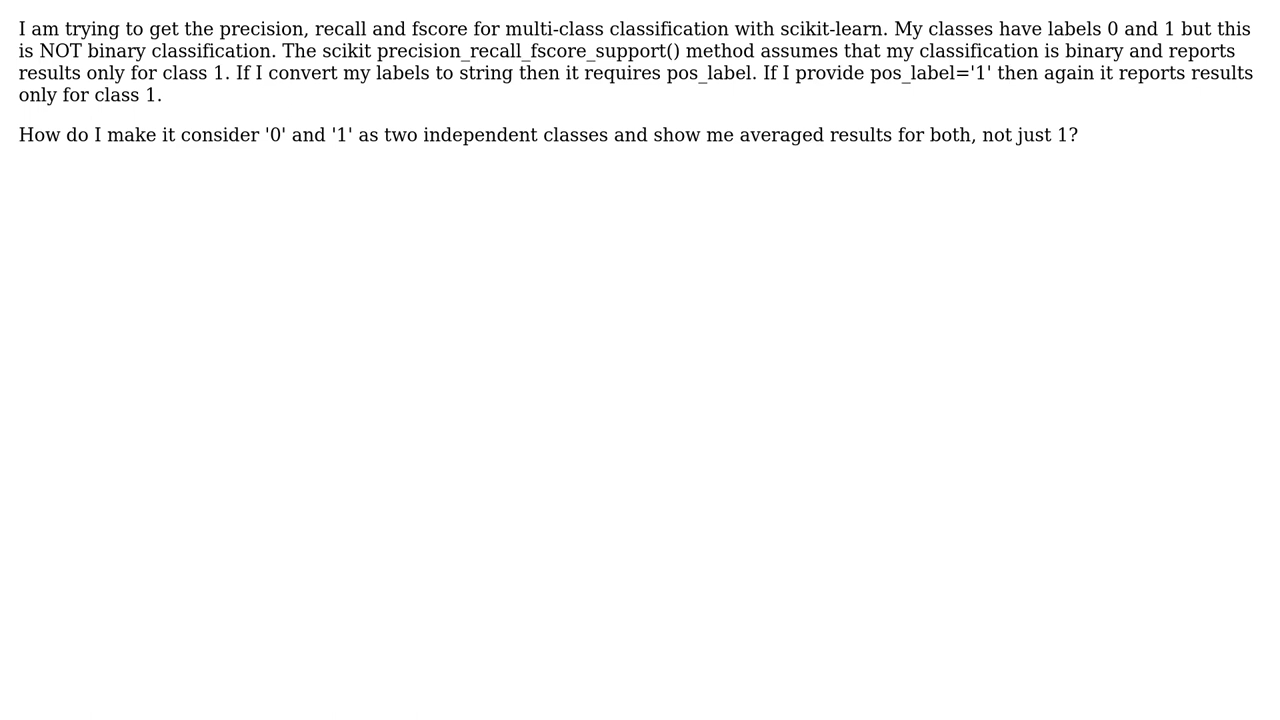 I am trying to get the precision, recall and fscore for multi-class classification with scikit-learn. My classes have labels 0 and 1 but this
is NOT binary classification. The scikit precision_recall_fscore_support() method assumes that my classification is binary and reports
results only for class 1. If I convert my labels to string then it requires pos_label. If I provide pos_label='1' then again it reports results
only for class 1.
How do I make it consider '0' and '1' as two independent classes and show me averaged results for both, not just 1?